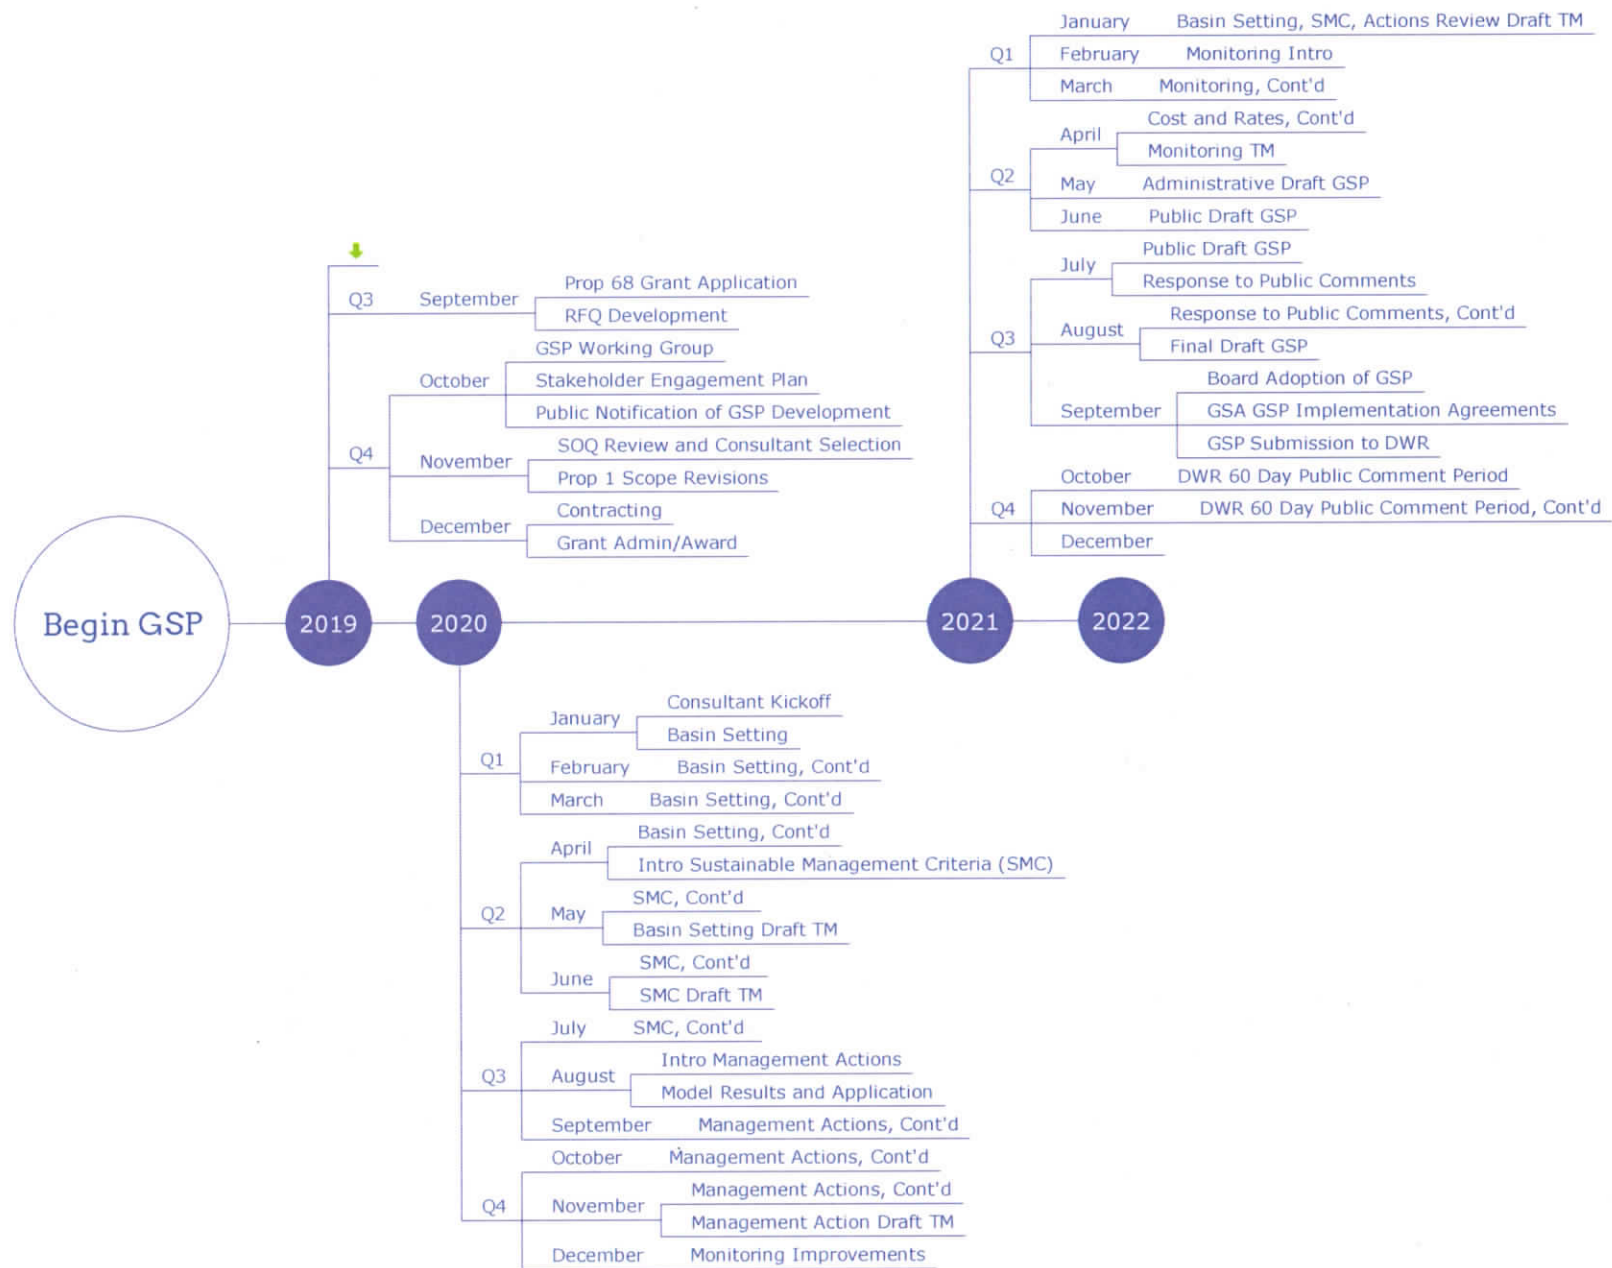 Begin GSP
2019
Q3
September
Prop 68 Grant Application
RFQ Development
Q4
October
GSP Working Group
Stakeholder Engagement Plan
Public Notification of GSP Development
November
SOQ Review and Consultant Selection
Prop 1 Scope Revisions
December
Contracting
Grant Admin/Award
2020
Q1
January
Consultant Kickoff
Basin Setting
February Basin Setting, Cont'd
March Basin Setting, Cont'd
Q2
April
Basin Setting, Cont'd
Intro Sustainable Management Criteria (SMC)
May
SMC, Cont'd
Basin Setting Draft TM
June
SMC, Cont'd
SMC Draft TM
Q3
July SMC, Cont'd
August
Intro Management Actions
Model Results and Application
September Management Actions, Cont'd
Q4
October Management Actions, Cont'd
November
Management Actions, Cont'd
Management Action Draft TM
December Monitoring Improvements
2021
Q1
January Basin Setting, SMC, Actions Review Draft TM
February Monitoring Intro
March Monitoring, Cont'd
Q2
April
Cost and Rates, Cont'd
Monitoring TM
May Administrative Draft GSP
June Public Draft GSP
Q3
July
Public Draft GSP
Response to Public Comments
August
Response to Public Comments, Cont'd
Final Draft GSP
September
Board Adoption of GSP
GSA GSP Implementation Agreements
GSP Submission to DWR
Q4
October DWR 60 Day Public Comment Period
November DWR 60 Day Public Comment Period, Cont'd
December
2022